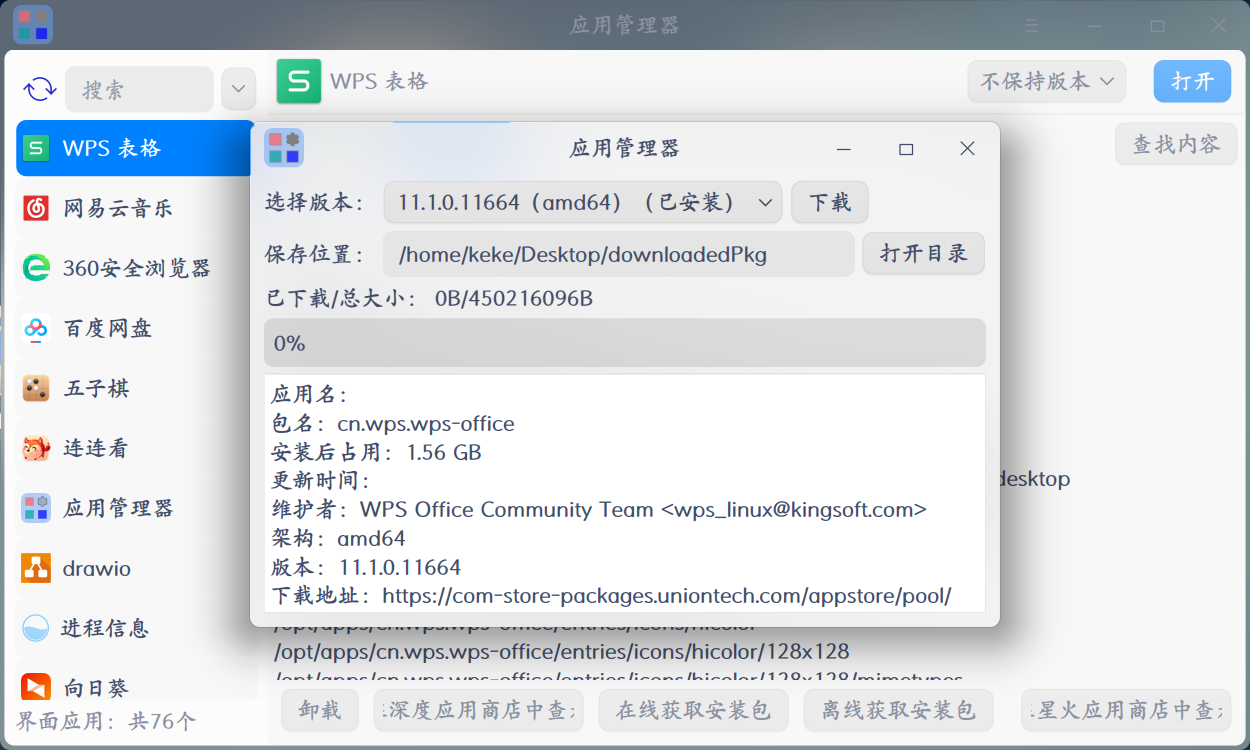 应用管理器
搜索
WPS 表格
不保持版本
打开
WPS 表格
网易云音乐
360安全浏览器
百度网盘
五子棋
连连看
应用管理器
drawio
进程信息
向日葵
界面应用：共76个
查找内容
应用管理器
选择版本：
11.1.0.11664（amd64）（已安装）
下载
保存位置：
/home/keke/Desktop/downloadedPkg
打开目录
已下载/总大小： 0B/450216096B
0%
应用名：
包名：cn.wps.wps-office
安装后占用：1.56 GB
更新时间：
维护者：WPS Office Community Team <wps_linux@kingsoft.com>
架构：amd64
版本：11.1.0.11664
下载地址：https://com-store-packages.uniontech.com/appstore/pool/
desktop
/opt/apps/cn.wps.wps-office/entries/icons/hicolor
/opt/apps/cn.wps.wps-office/entries/icons/hicolor/128x128
/opt/apps/cn.wps.wps-office/entries/icons/hicolor/128x128/mimetypes
卸载
深度应用商店中查
在线获取安装包
离线获取安装包
星火应用商店中查